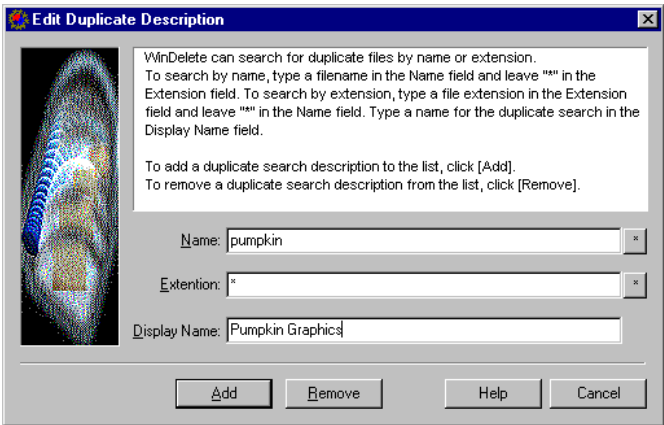 Edit Duplicate Description
WinDelete can search for duplicate files by name or extension.
To search by name, type a filename in the Name field and leave "*" in the
Extension field. To search by extension, type a file extension in the Extension
field and leave "*" in the Name field. Type a name for the duplicate search in the
Display Name field.
To add a duplicate search description to the list, click [Add].
To remove a duplicate search description from the list, click [Remove].
Name: pumpkin *
Extention: * *
Display Name: Pumpkin Graphics
Add Remove Help Cancel